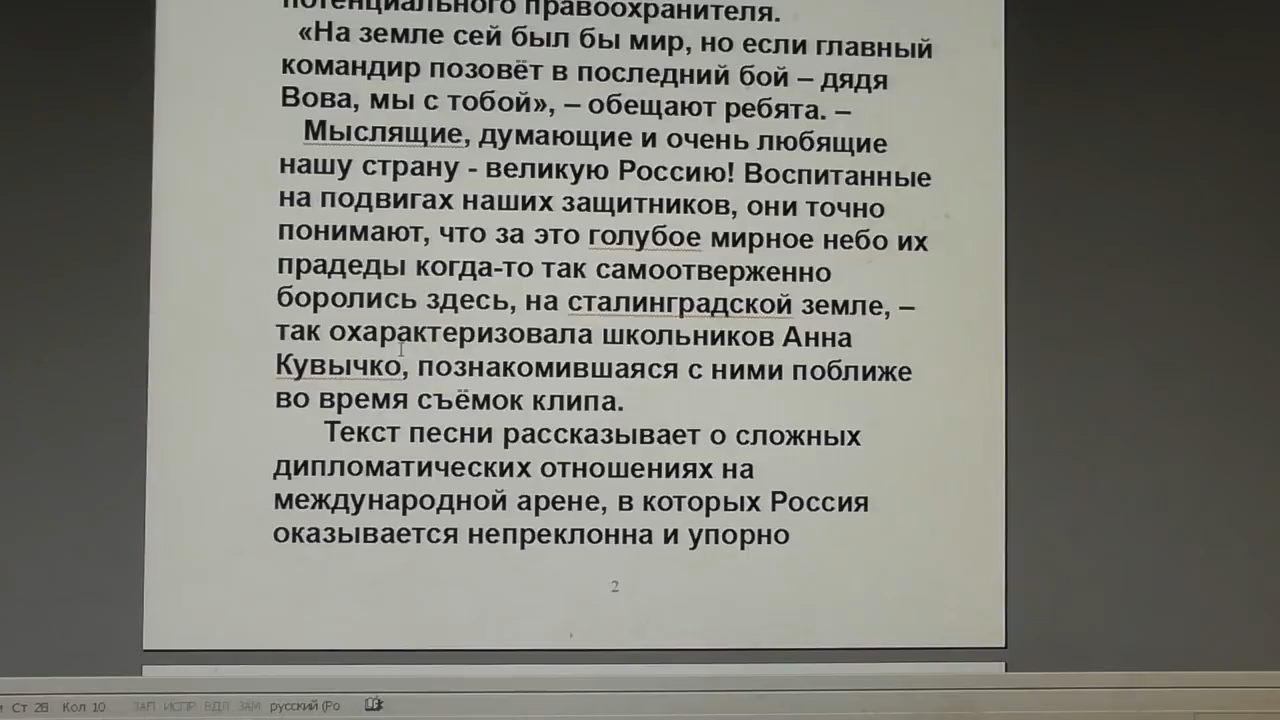 потенциального правоохранителя.
«На земле сей был бы мир, но если главный
командир позовёт в последний бой – дядя
Вова, мы с тобой», – обещают ребята. –
Мыслящие, думающие и очень любящие
нашу страну - великую Россию! Воспитанные
на подвигах наших защитников, они точно
понимают, что за это голубое мирное небо их
прадеды когда-то так самоотверженно
боролись здесь, на сталинградской земле, –
так охарактеризовала школьников Анна
Кувычко, познакомившаяся с ними поближе
во время съёмок клипа.
Текст песни рассказывает о сложных
дипломатических отношениях на
международной арене, в которых Россия
оказывается непреклонна и упорно
2
Ст 28 Кол 10 ЗАП ИСПР ВДЛ ЗАМ русский (Ро